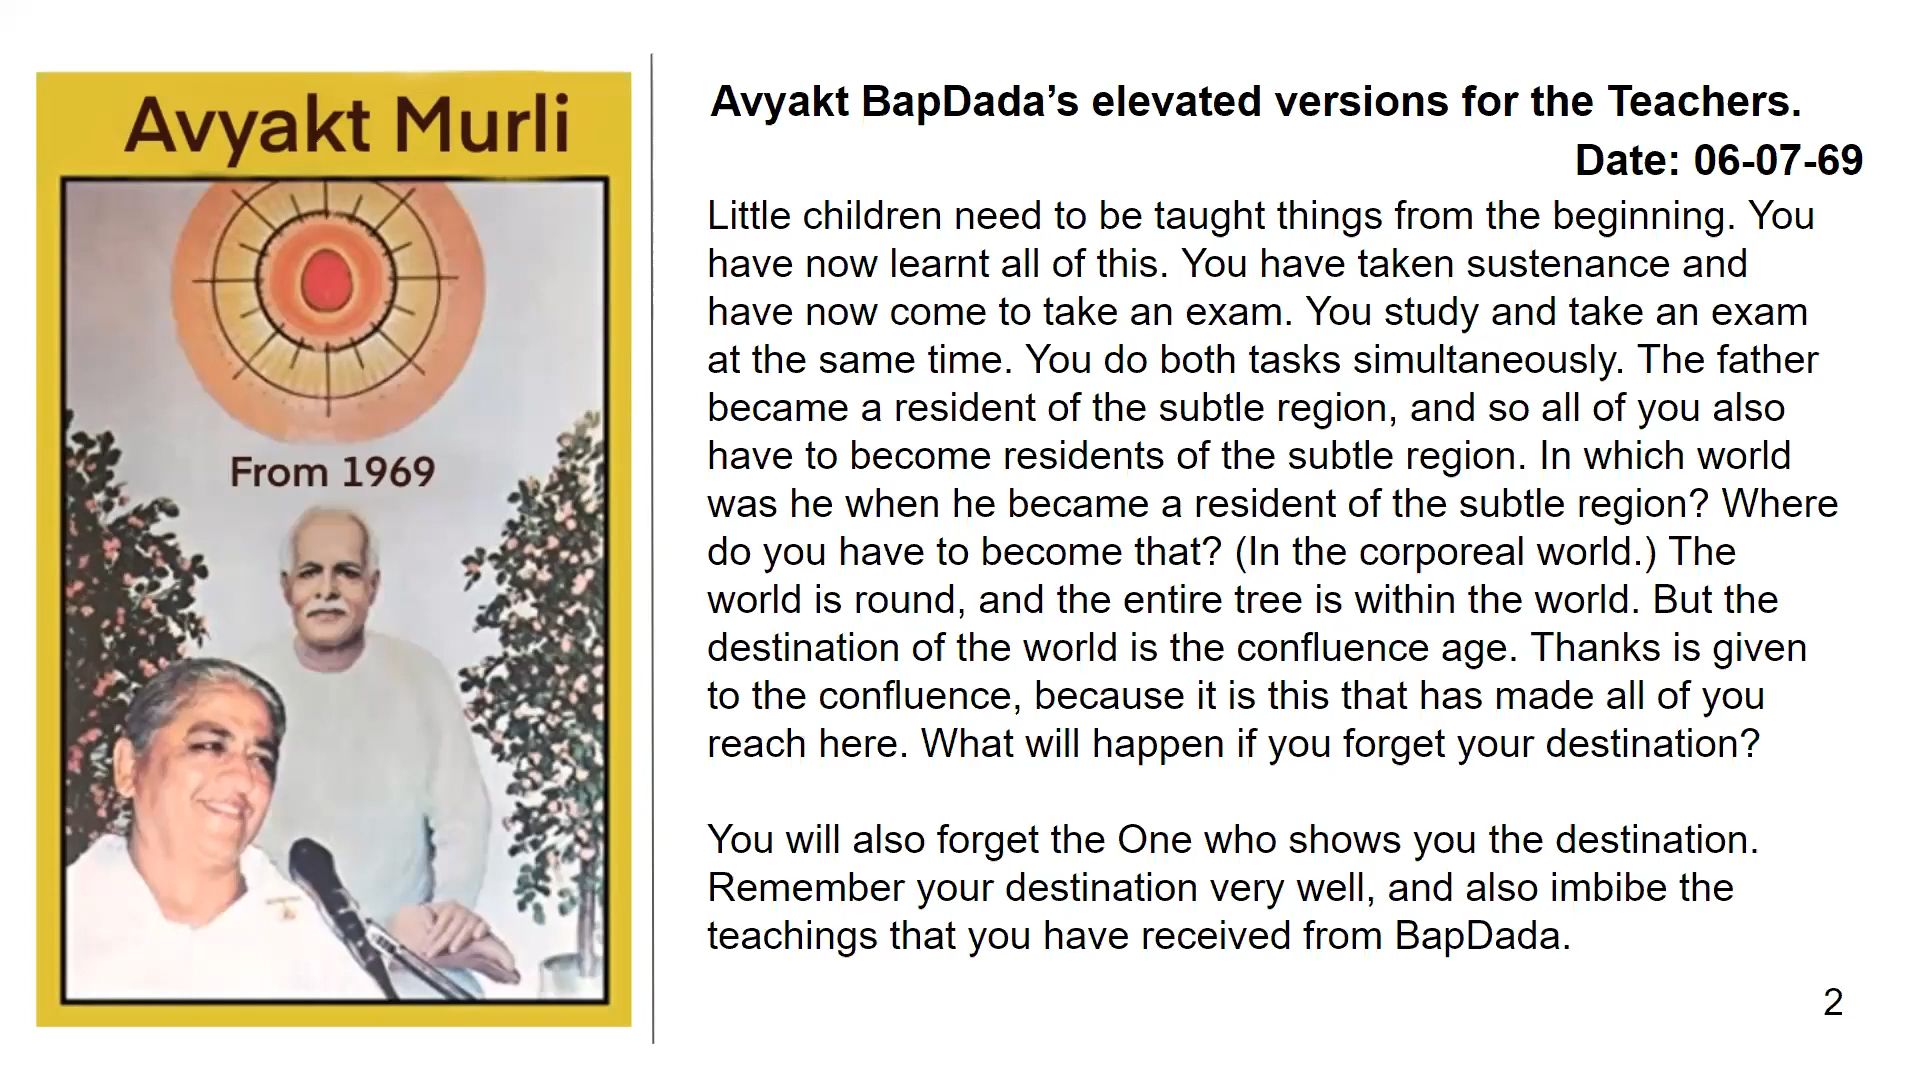 Avyakt Murli
From 1969
Avyakt BapDada’s elevated versions for the Teachers.
Date: 06-07-69
Little children need to be taught things from the beginning. You
have now learnt all of this. You have taken sustenance and
have now come to take an exam. You study and take an exam
at the same time. You do both tasks simultaneously. The father
became a resident of the subtle region, and so all of you also
have to become residents of the subtle region. In which world
was he when he became a resident of the subtle region? Where
do you have to become that? (In the corporeal world.) The
world is round, and the entire tree is within the world. But the
destination of the world is the confluence age. Thanks is given
to the confluence, because it is this that has made all of you
reach here. What will happen if you forget your destination?
You will also forget the One who shows you the destination.
Remember your destination very well, and also imbibe the
teachings that you have received from BapDada.
2